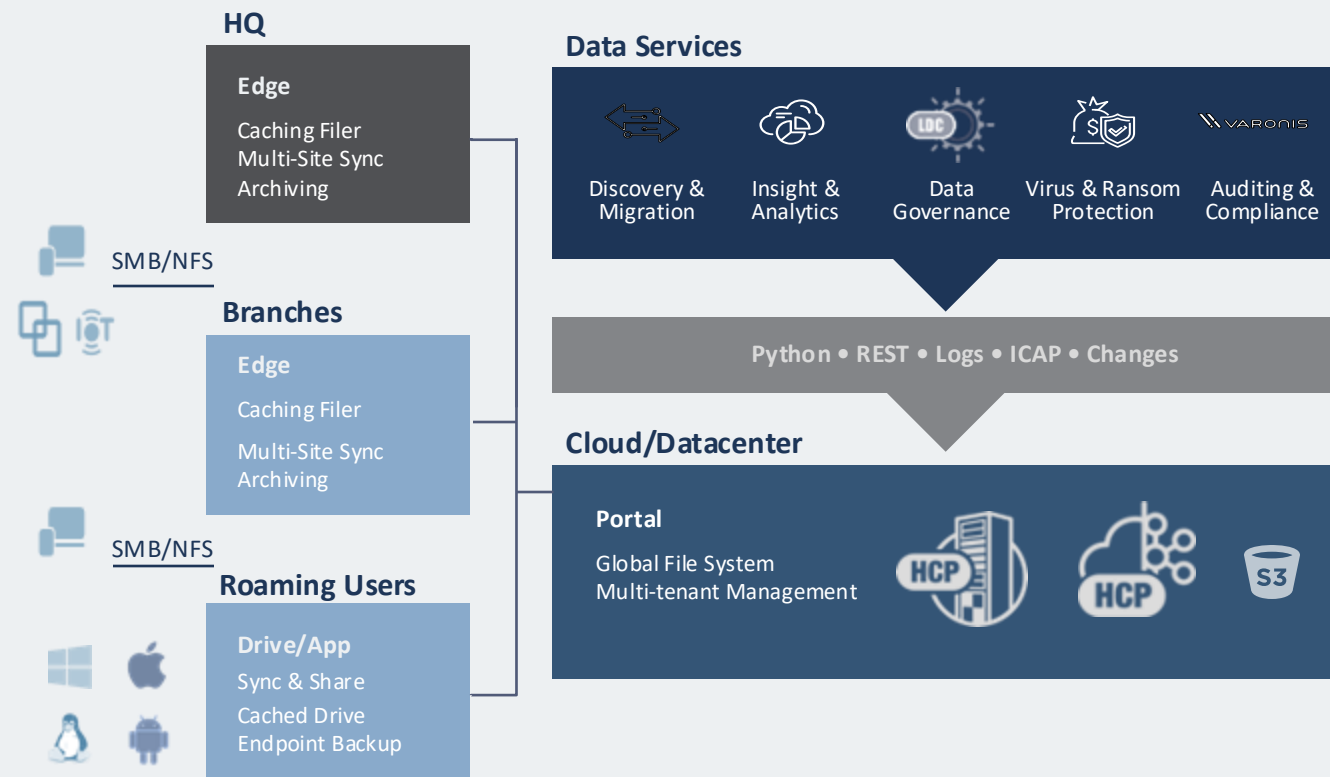 HQ
Edge
Caching Filer
Multi-Site Sync
Archiving
SMB/NFS
IOT
Branches
Edge
Caching Filer
Multi-Site Sync
Archiving
SMB/NFS
Roaming Users
Drive/App
Sync & Share
Cached Drive
Endpoint Backup
Data Services
LDC
$
VARONIS
Discovery &
Migration
Insight &
Analytics
Data
Governance
Virus & Ransom
Protection
Auditing &
Compliance
Python • REST • Logs • ICAP • Changes
Cloud/Datacenter
Portal
Global File System
Multi-tenant Management
HCP
HCP
S3